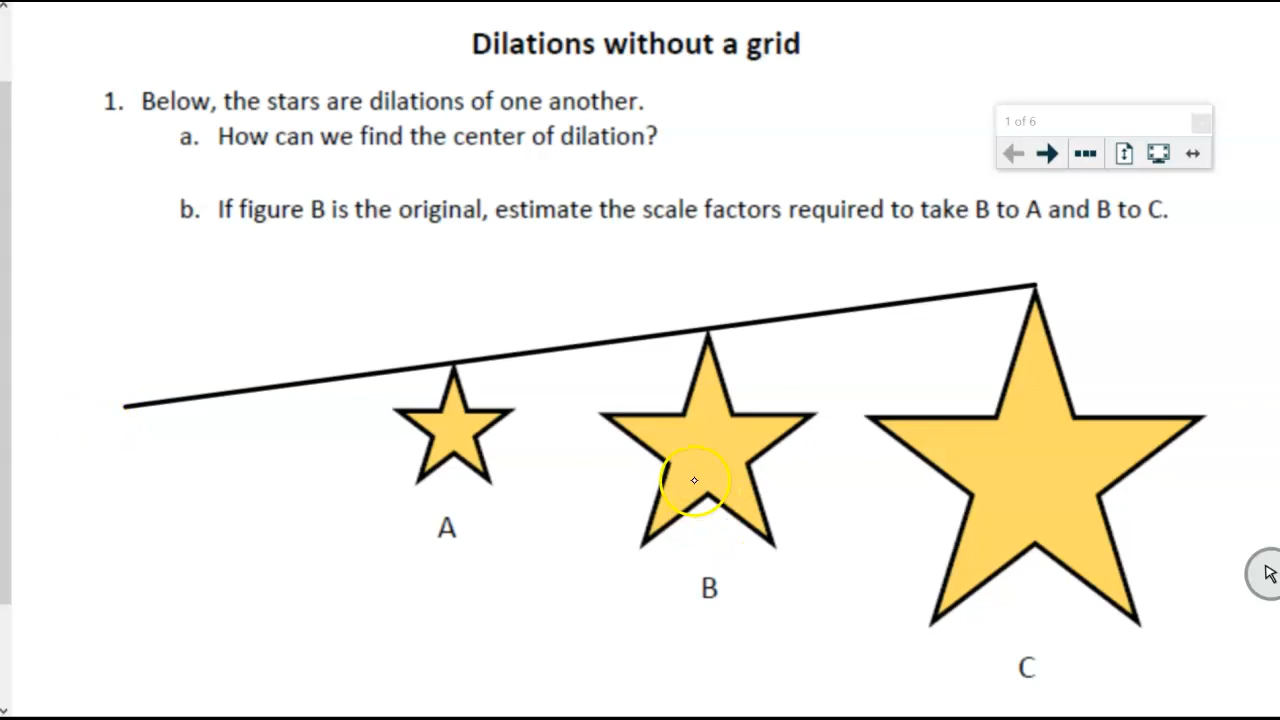 Dilations without a grid
1. Below, the stars are dilations of one another.
a. How can we find the center of dilation?
1 of 6
b. If figure B is the original, estimate the scale factors required to take B to A and B to C.
A
B
C